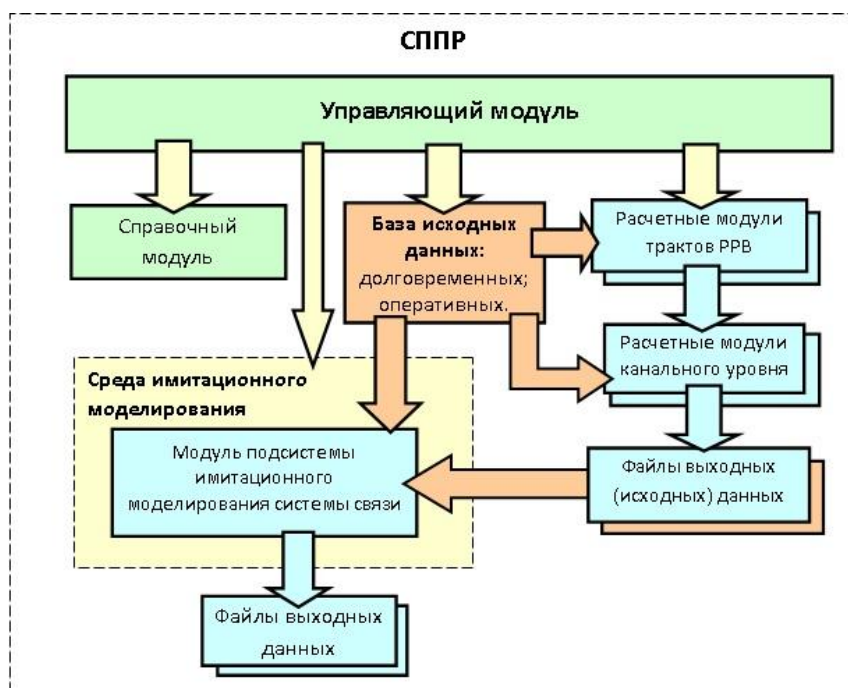 СППР
Управляющий модуль
Справочный
модуль
База исходных
данных:
долговременных;
оперативных.
Расчетные модули
трактов РРВ
Расчетные модули
канального уровня
Среда имитационного
моделирования
Модуль подсистемы
имитационного
моделирования системы связи
Файлы выходных
(исходных) данных
Файлы выходных
данных